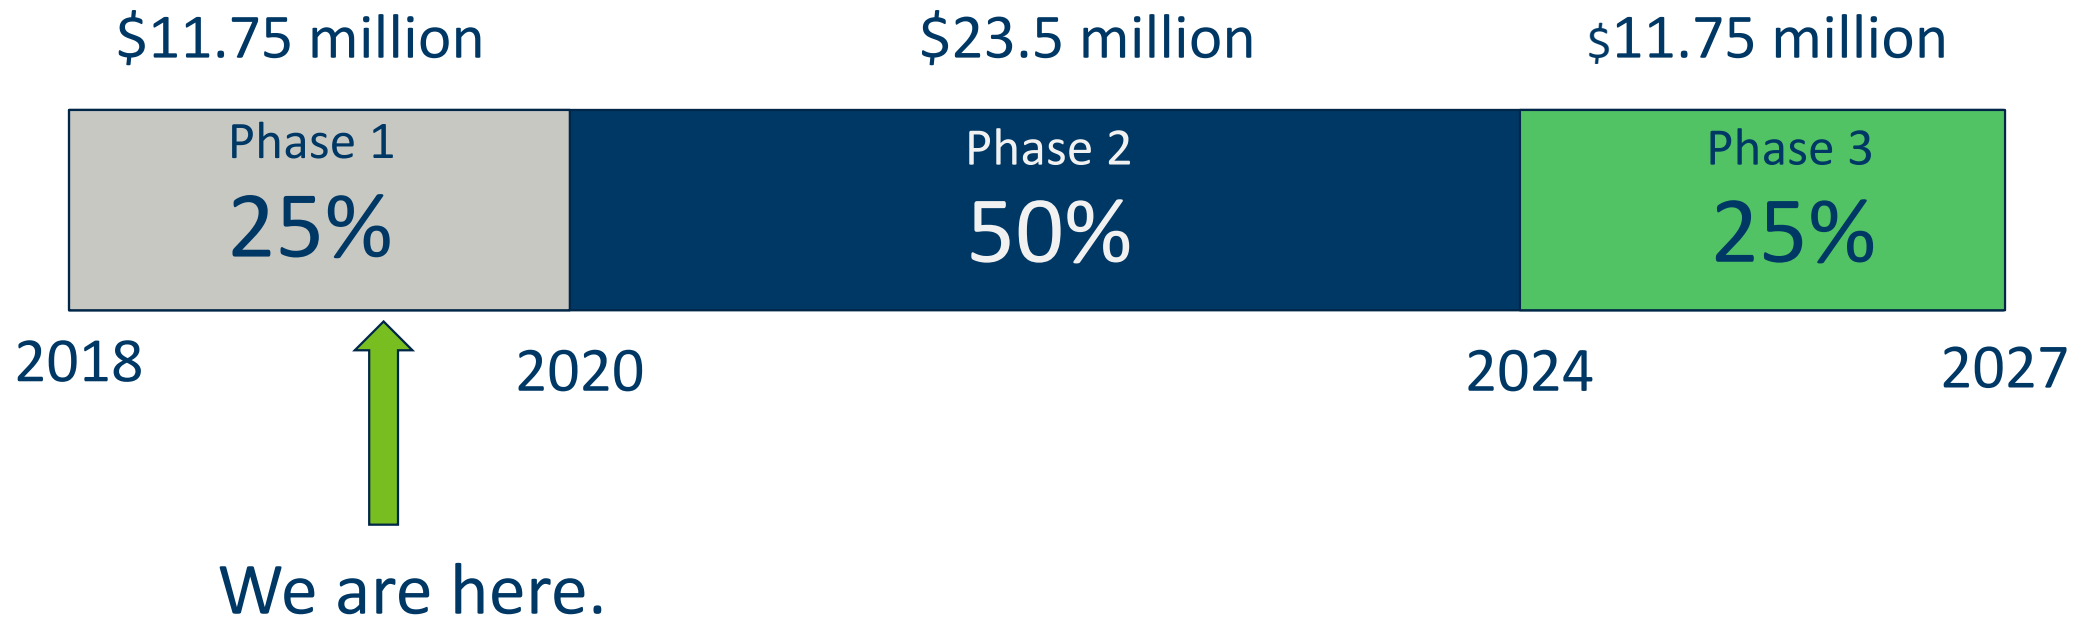 $11.75 million
$23.5 million
$11.75 million
Phase 1
25%
Phase 2
50%
Phase 3
25%
2018
2020
2024
2027
We are here.